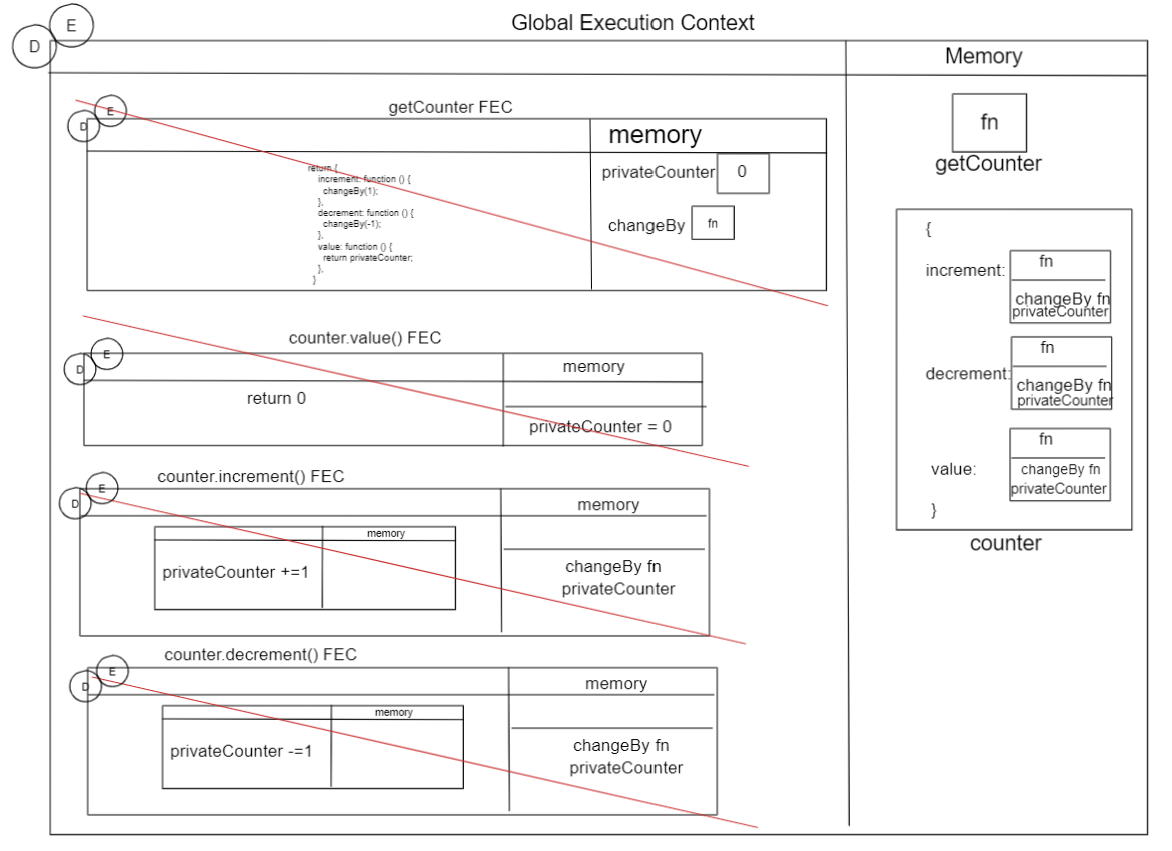 Global Execution Context
E
D
Memory
getCounter FEC
E
D
memory
return {
increment: function () {
changeBy(1);
},
decrement: function () {
changeBy(-1);
},
value: function () {
return privateCounter;
},
}
privateCounter 0
changeBy fn
fn
getCounter
{
increment: fn
changeBy fn
privateCounter
decrement: fn
changeBy fn
privateCounter
value: fn
changeBy fn
privateCounter
}
counter
counter.value() FEC
E
D
memory
return 0
privateCounter = 0
counter.increment() FEC
E
D
memory
memory
privateCounter +=1
changeBy fn
privateCounter
counter.decrement() FEC
E
D
memory
memory
privateCounter -=1
changeBy fn
privateCounter